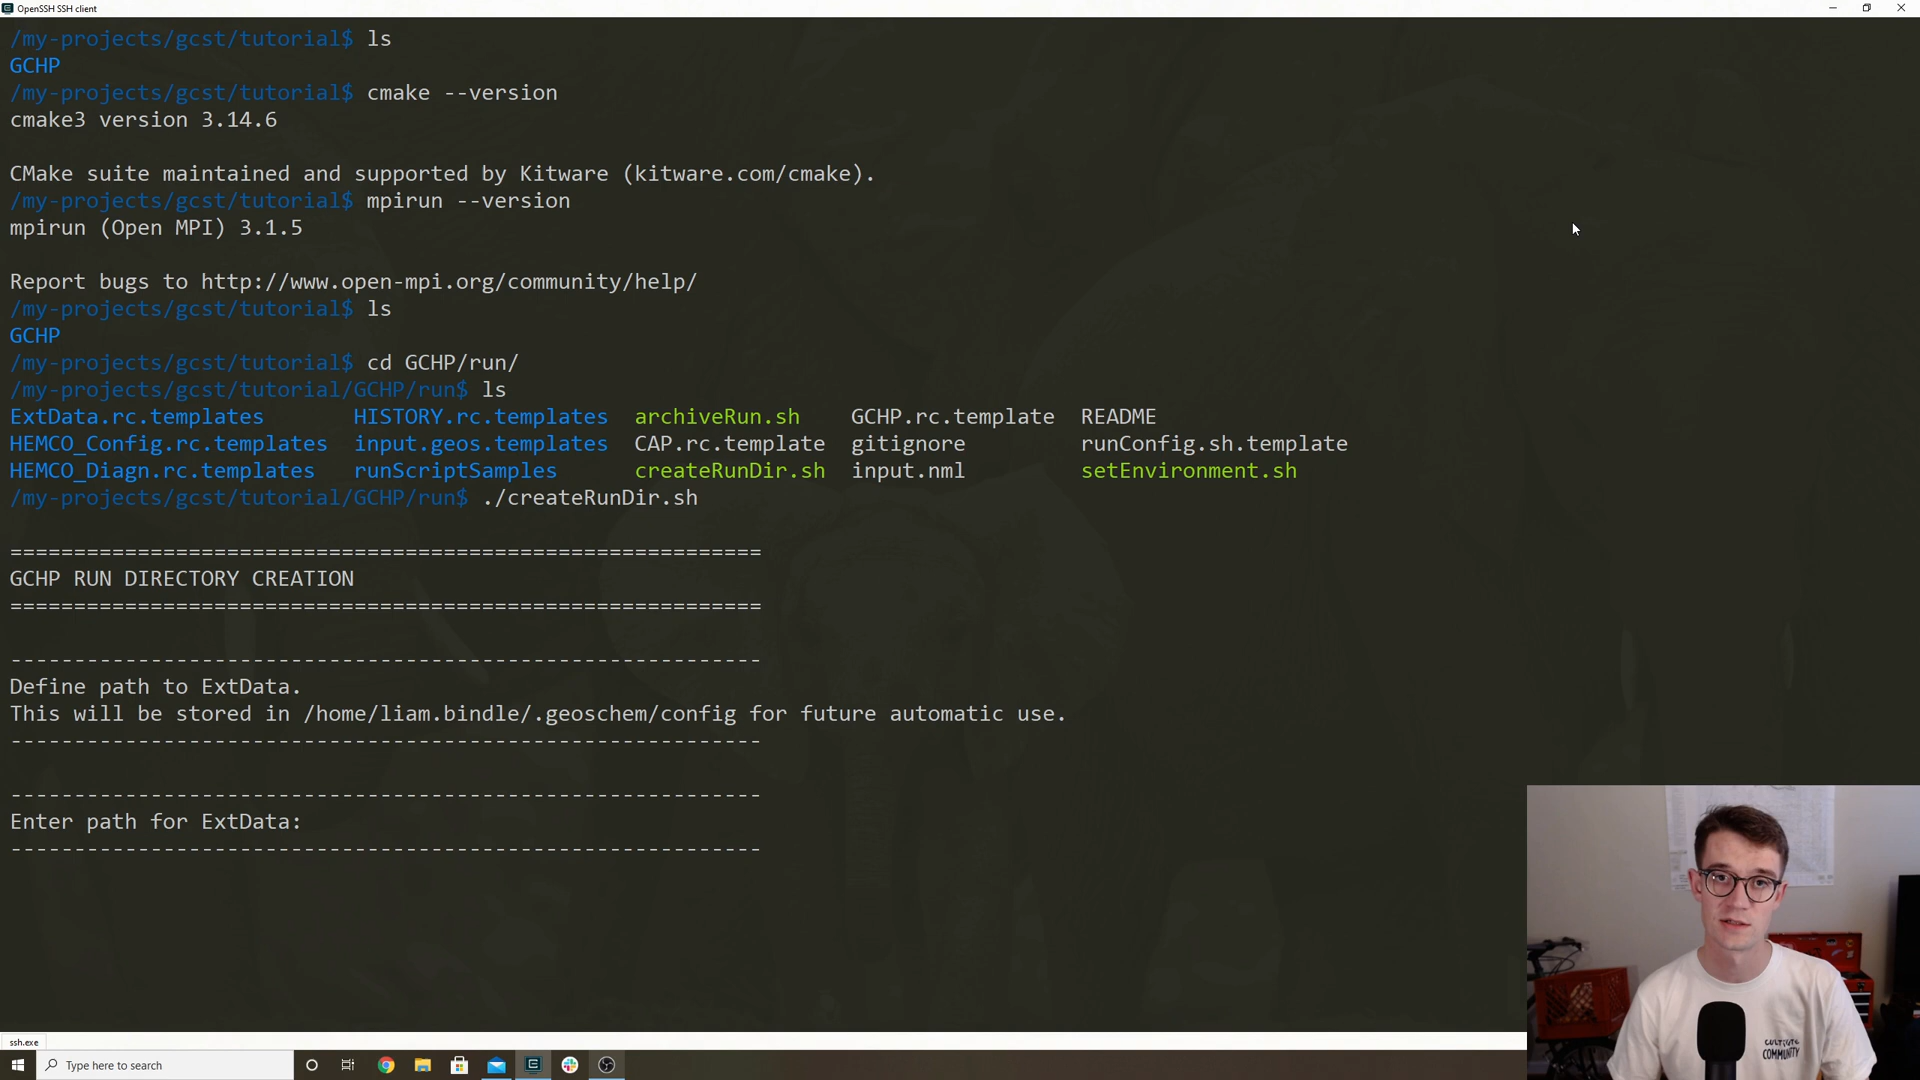 OpenSSH SSH client
/my-projects/gcst/tutorial$ ls
GCHP
/my-projects/gcst/tutorial$ cmake --version
cmake3 version 3.14.6
CMake suite maintained and supported by Kitware (kitware.com/cmake).
/my-projects/gcst/tutorial$ mpirun --version
mpirun (Open MPI) 3.1.5
Report bugs to http://www.open-mpi.org/community/help/
/my-projects/gcst/tutorial$ ls
GCHP
/my-projects/gcst/tutorial$ cd GCHP/run/
/my-projects/gcst/tutorial/GCHP/run$ ls
ExtData.rc.templates HISTORY.rc.templates archiveRun.sh GCHP.rc.template README
HEMCO_Config.rc.templates input.geos.templates CAP.rc.template gitignore runConfig.sh.template
HEMCO_Diagn.rc.templates runScriptSamples createRunDir.sh input.nml setEnvironment.sh
/my-projects/gcst/tutorial/GCHP/run$ ./createRunDir.sh
===========================================================
GCHP RUN DIRECTORY CREATION
===========================================================
-----------------------------------------------------------
Define path to ExtData.
This will be stored in /home/liam.bindle/.geoschem/config for future automatic use.
-----------------------------------------------------------
-----------------------------------------------------------
Enter path for ExtData:
-----------------------------------------------------------
COMMUNITY
ssh.exe
Type here to search